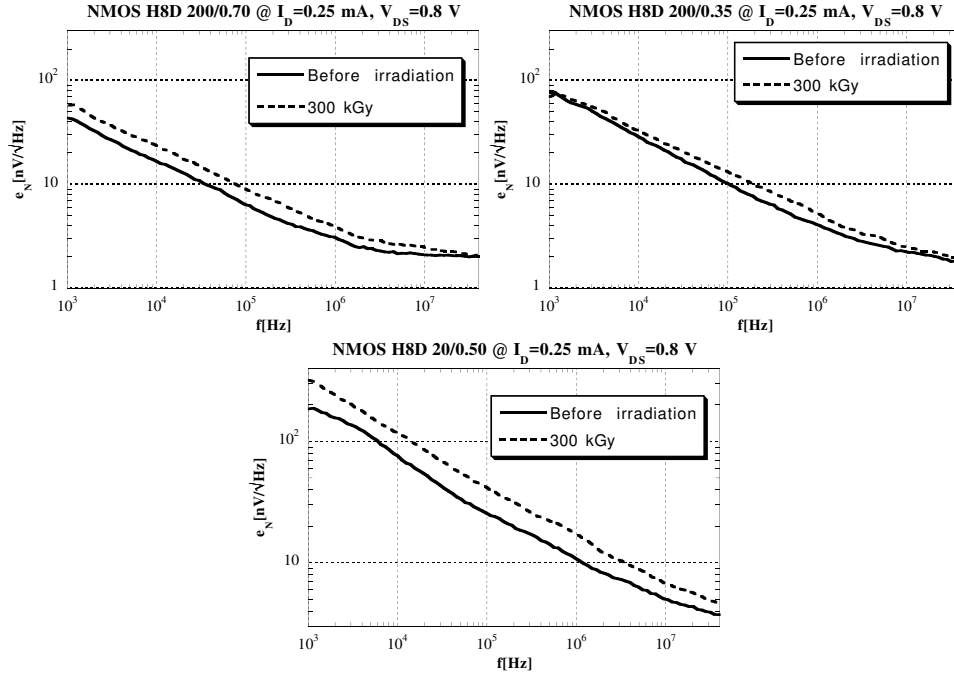 NMOS H8D 200/0.70 @ I_D=0.25 mA, V_DS=0.8 V
e_N[nV/√Hz]
10^2
10
1
Before irradiation
300 kGy
10^3 10^4 10^5 10^6 10^7
f[Hz]
NMOS H8D 200/0.35 @ I_D=0.25 mA, V_DS=0.8 V
e_N[nV/√Hz]
10^2
10
1
Before irradiation
300 kGy
10^3 10^4 10^5 10^6 10^7
f[Hz]
NMOS H8D 20/0.50 @ I_D=0.25 mA, V_DS=0.8 V
e_N[nV/√Hz]
10^2
10
Before irradiation
300 kGy
10^3 10^4 10^5 10^6 10^7
f[Hz]